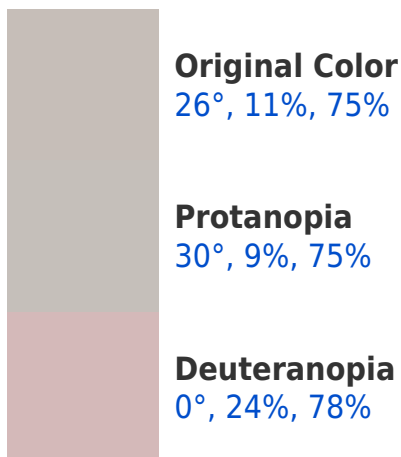 Original Color
26°, 11%, 75%
Protanopia
30°, 9%, 75%
Deuteranopia
0°, 24%, 78%